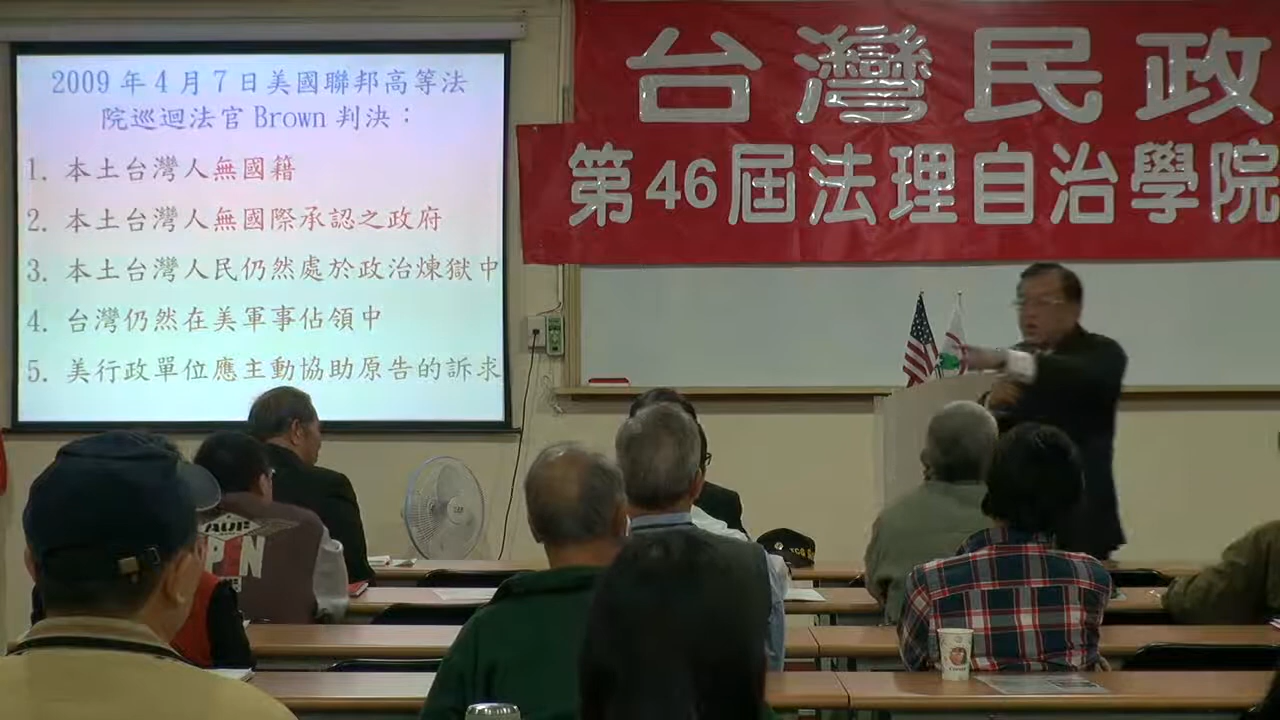 2009 年 4 月 7 日美國聯邦高等法
院巡迴法官 Brown 判決：
1. 本土台灣人無國籍
2. 本土台灣人無國際承認之政府
3. 本土台灣人民仍然處於政治煉獄中
4. 台灣仍然在美軍事佔領中
5. 美行政單位應主動協助原告的訴求
台灣民政
第46屆法理自治學院